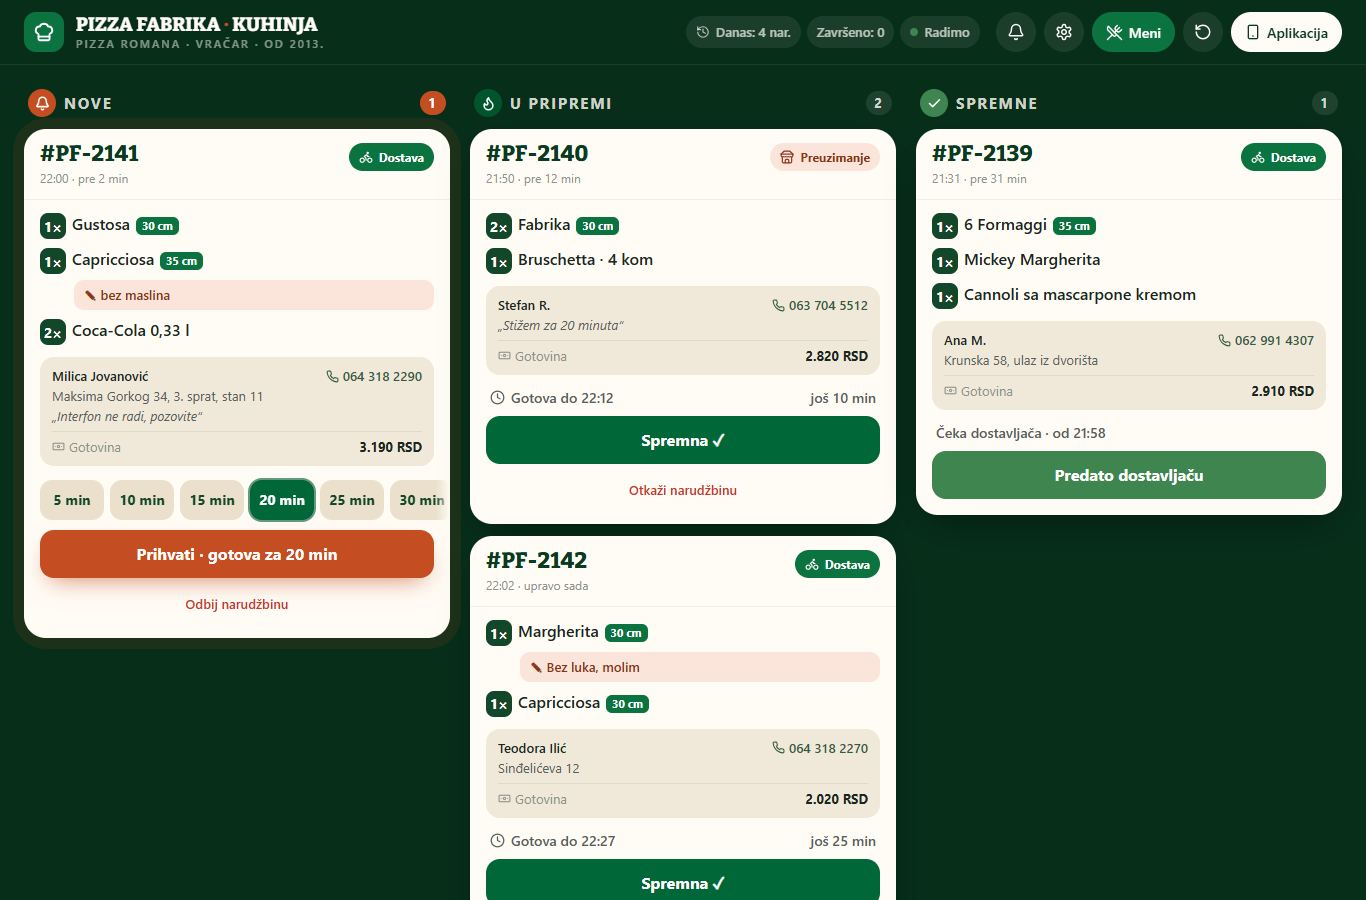 PIZZA FABRIKA · KUHINJA
PIZZA ROMANA · VRAČAR · OD 2013.
Danas: 4 nar.
Završeno: 0
Radimo
Meni
Aplikacija
NOVE
1
#PF-2141
Dostava
22:00 · pre 2 min
1× Gustosa 30 cm
1× Capricciosa 35 cm
bez maslina
2× Coca-Cola 0,33 l
Milica Jovanović
064 318 2290
Maksima Gorkog 34, 3. sprat, stan 11
„Interfon ne radi, pozovite“
Gotovina
3.190 RSD
5 min
10 min
15 min
20 min
25 min
30 min
Prihvati · gotova za 20 min
Odbij narudžbinu
U PRIPREMI
2
#PF-2140
Preuzimanje
21:50 · pre 12 min
2× Fabrika 30 cm
1× Bruschetta · 4 kom
Stefan R.
063 704 5512
„Stižem za 20 minuta“
Gotovina
2.820 RSD
Gotova do 22:12
još 10 min
Spremna ✓
Otkaži narudžbinu
#PF-2142
Dostava
22:02 · upravo sada
1× Margherita 30 cm
Bez luka, molim
1× Capricciosa 30 cm
Teodora Ilić
064 318 2270
Sinđelićeva 12
Gotovina
2.020 RSD
Gotova do 22:27
još 25 min
Spremna ✓
SPREMNE
1
#PF-2139
Dostava
21:31 · pre 31 min
1× 6 Formaggi 35 cm
1× Mickey Margherita
1× Cannoli sa mascarpone kremom
Ana M.
062 991 4307
Krunska 58, ulaz iz dvorišta
Gotovina
2.910 RSD
Čeka dostavljača · od 21:58
Predato dostavljaču